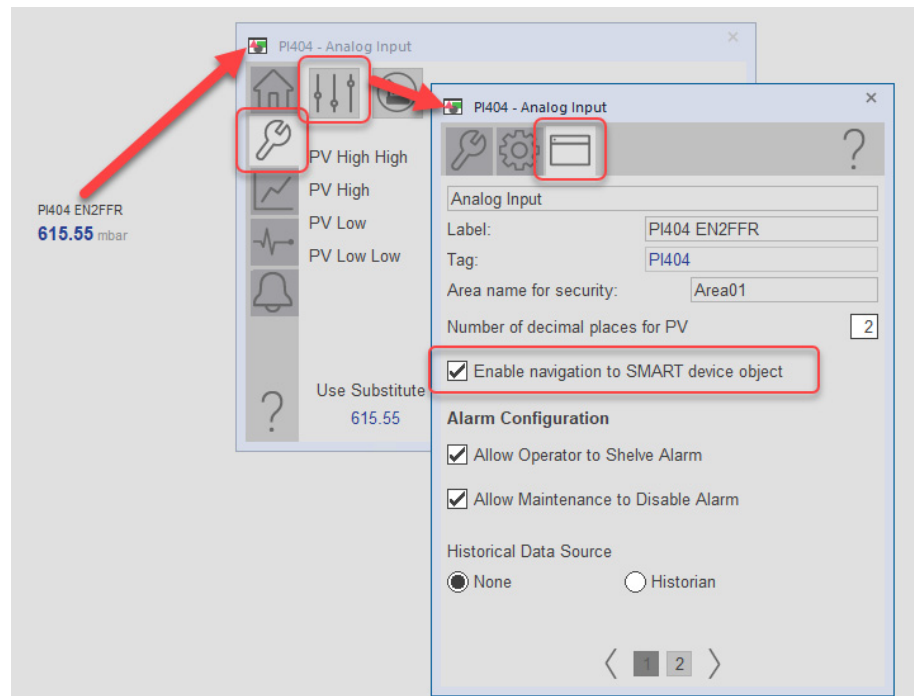 PI404 - Analog Input
PV High High
PV High
PV Low
PV Low Low
Use Substitute
615.55
?
PI404 EN2FFR
615.55 mbar
PI404 - Analog Input
?
Analog Input
Label: PI404 EN2FFR
Tag: PI404
Area name for security: Area01
Number of decimal places for PV 2
Enable navigation to SMART device object
Alarm Configuration
Allow Operator to Shelve Alarm
Allow Maintenance to Disable Alarm
Historical Data Source
None Historian
1 2